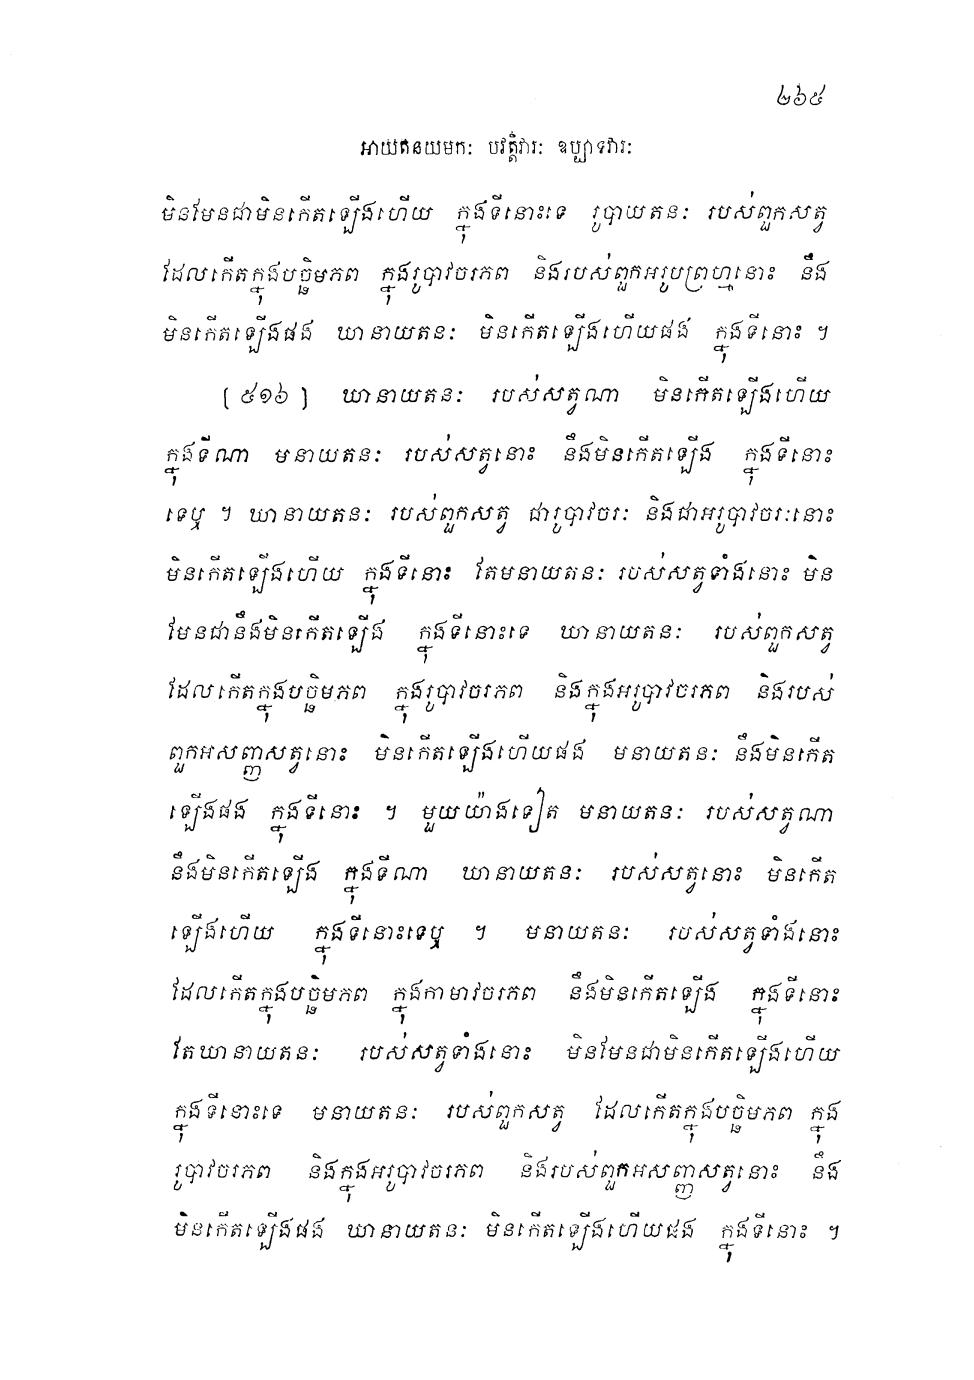 ២៦៥
អាយតនយមកៈ បវត្តិវារៈ ឧប្បាទវារៈ
មិនមែនជាមិនកើតឡើងហើយ ក្នុងទីនោះទេ រូបាយតនៈ របស់ពួកសត្វ
ដែលកើតក្នុងបច្ឆិមភព ក្នុងរូបាវចរភព និងរបស់ពួកអរូបព្រហ្មនោះ នឹង
មិនកើតឡើងផង ឃានាយតនៈ មិនកើតឡើងហើយផង ក្នុងទីនោះ ។
[ ៥១៦ ] ឃានាយតនៈ របស់សត្វណា មិនកើតឡើងហើយ
ក្នុងទីណា មនាយតនៈ របស់សត្វនោះ នឹងមិនកើតឡើង ក្នុងទីនោះ
ទេឬ ។ ឃានាយតនៈ របស់ពួកសត្វ ជារូបាវចរៈ និងជាអរូបាវចរៈនោះ
មិនកើតឡើងហើយ ក្នុងទីនោះ តែមនាយតនៈ របស់សត្វទាំងនោះ មិន
មែនជានឹងមិនកើតឡើង ក្នុងទីនោះទេ ឃានាយតនៈ របស់ពួកសត្វ
ដែលកើតក្នុងបច្ឆិមភព ក្នុងរូបាវចរភព និងក្នុងអរូបាវចរភព និងរបស់
ពួកអសញ្ញសត្វនោះ មិនកើតឡើងហើយផង មនាយតនៈ នឹងមិនកើត
ឡើងផង ក្នុងទីនោះ ។ មួយយ៉ាងទៀត មនាយតនៈ របស់សត្វណា
នឹងមិនកើតឡើង ក្នុងទីណា ឃានាយតនៈ របស់សត្វនោះ មិនកើត
ឡើងហើយ ក្នុងទីនោះទេឬ ។ មនាយតនៈ របស់សត្វទាំងនោះ
ដែលកើតក្នុងបច្ឆិមភព ក្នុងកាមាវចរភព នឹងមិនកើតឡើង ក្នុងទីនោះ
តែឃានាយតនៈ របស់សត្វទាំងនោះ មិនមែនជាមិនកើតឡើងហើយ
ក្នុងទីនោះទេ មនាយតនៈ របស់ពួកសត្វ ដែលកើតក្នុងបច្ឆិមភព ក្នុង
រូបាវចរភព និងក្នុងអរូបាវចរភព និងរបស់ពួកអសញ្ញសត្វនោះ នឹង
មិនកើតឡើងផង ឃានាយតនៈ មិនកើតឡើងហើយផង ក្នុងទីនោះ ។